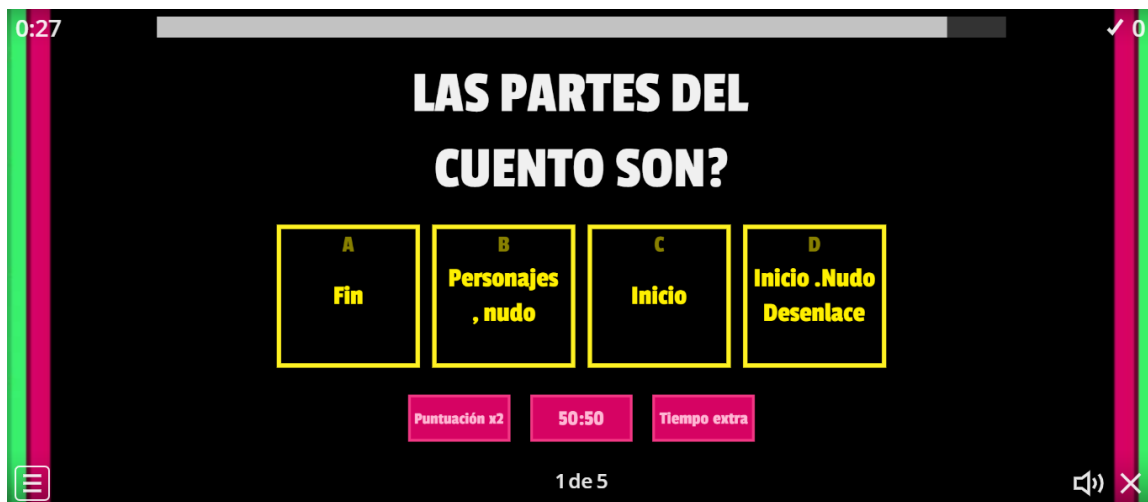 0:27
✓ 0
LAS PARTES DEL
CUENTO SON?
A
Fin
B
Personajes
, nudo
C
Inicio
D
Inicio .Nudo
Desenlace
Puntuación x2
50:50
Tiempo extra
1 de 5